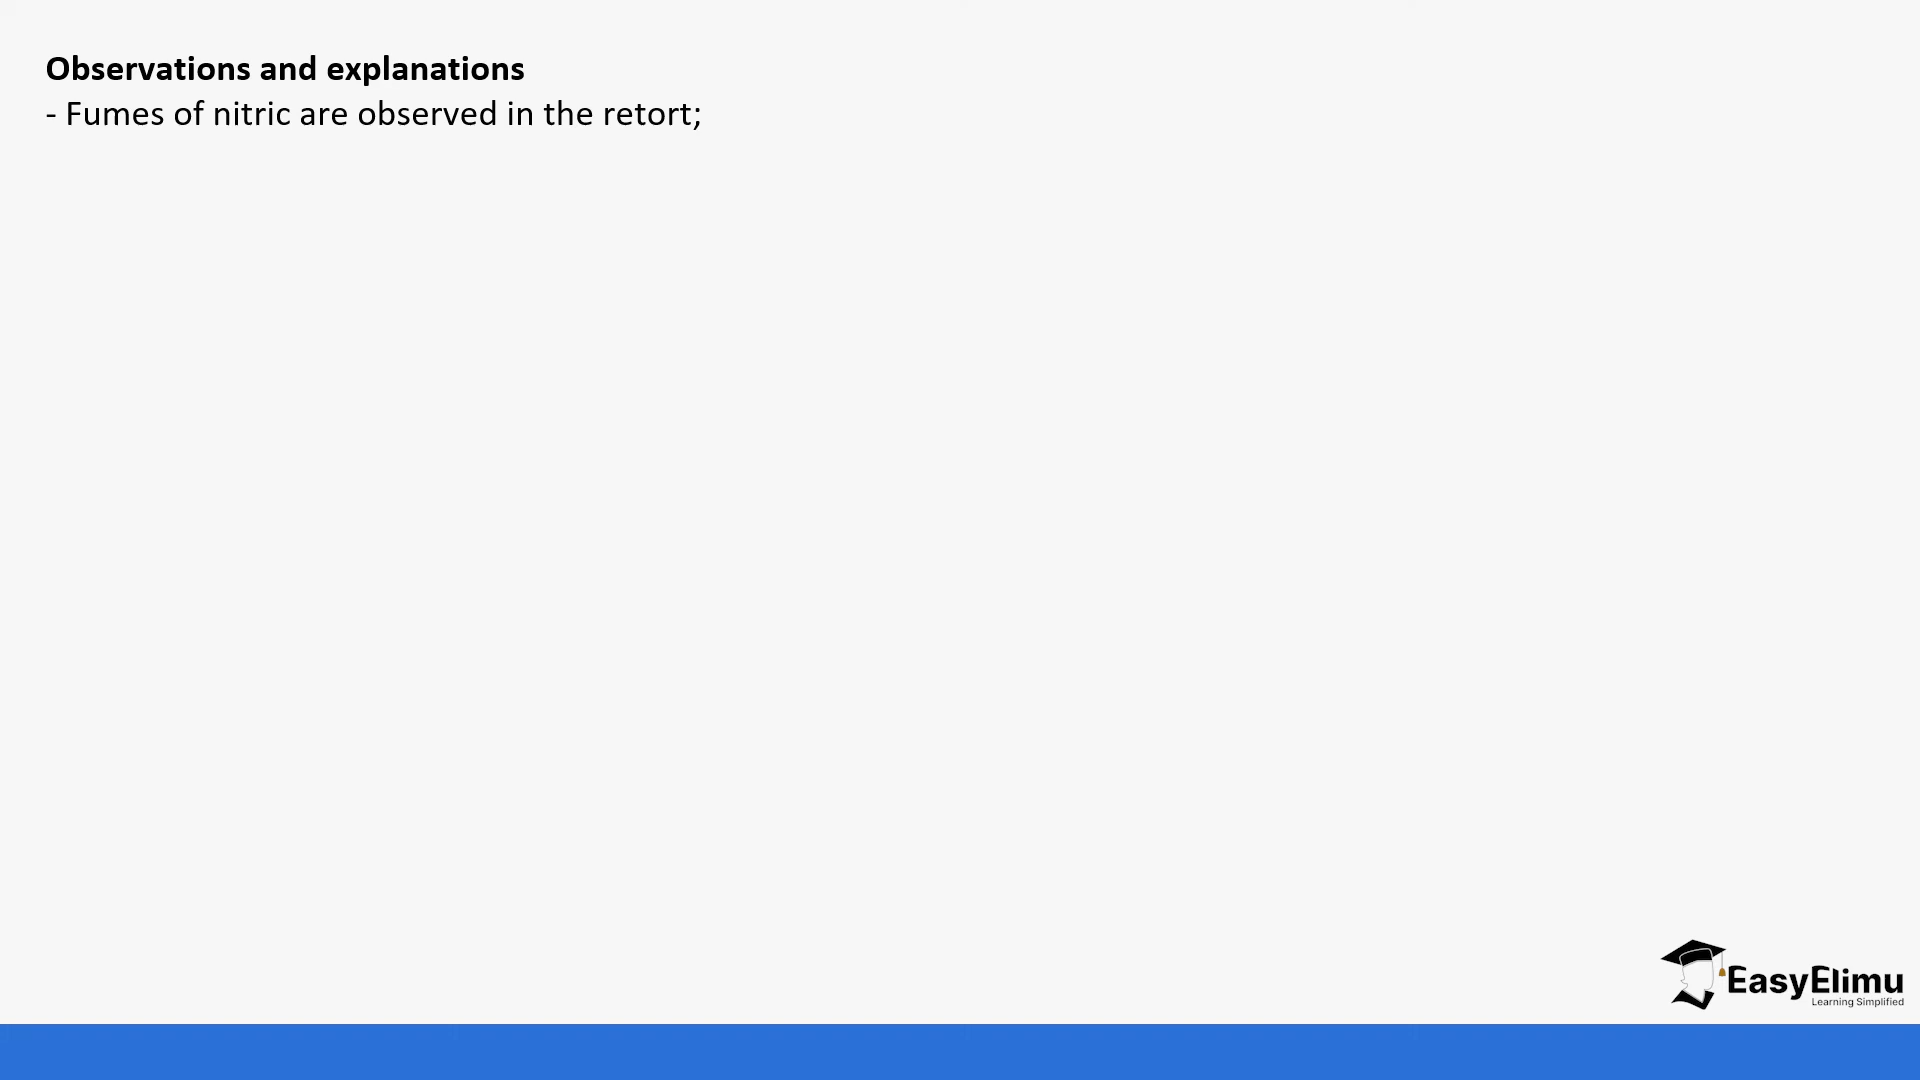 Observations and explanations
- Fumes of nitric are observed in the retort;
EasyElimu
Learning Simplified